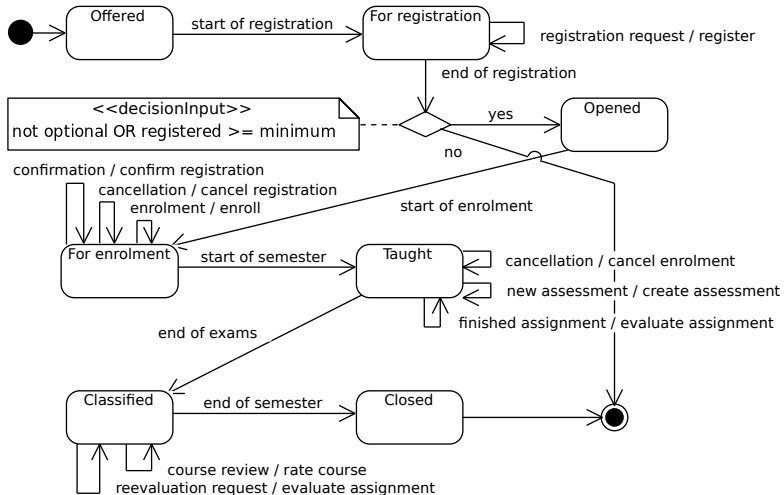 Offered
start of registration
For registration
registration request / register
end of registration
<<decisionInput>>
not optional OR registered >= minimum
yes
Opened
no
confirmation / confirm registration
cancellation / cancel registration
enrolment / enroll
start of enrolment
For enrolment
start of semester
Taught
cancellation / cancel enrolment
new assessment / create assessment
finished assignment / evaluate assignment
end of exams
Classified
end of semester
Closed
course review / rate course
reevaluation request / evaluate assignment